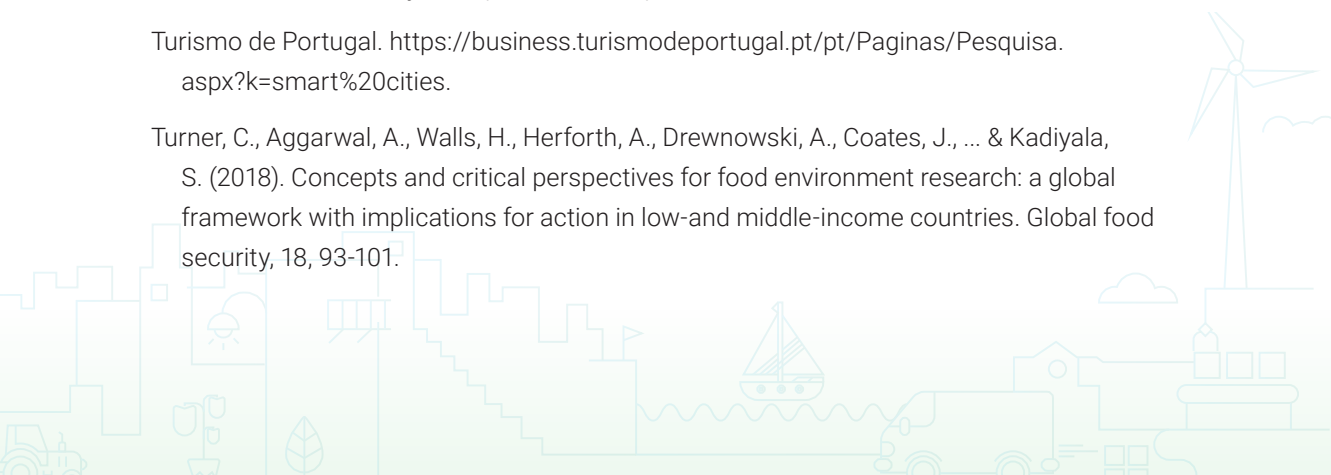 Turismo de Portugal. https://business.turismodeportugal.pt/pt/Paginas/Pesquisa.
aspx?k=smart%20cities.
Turner, C., Aggarwal, A., Walls, H., Herforth, A., Drewnowski, A., Coates, J., ... & Kadiyala,
S. (2018). Concepts and critical perspectives for food environment research: a global
framework with implications for action in low-and middle-income countries. Global food
security, 18, 93-101.